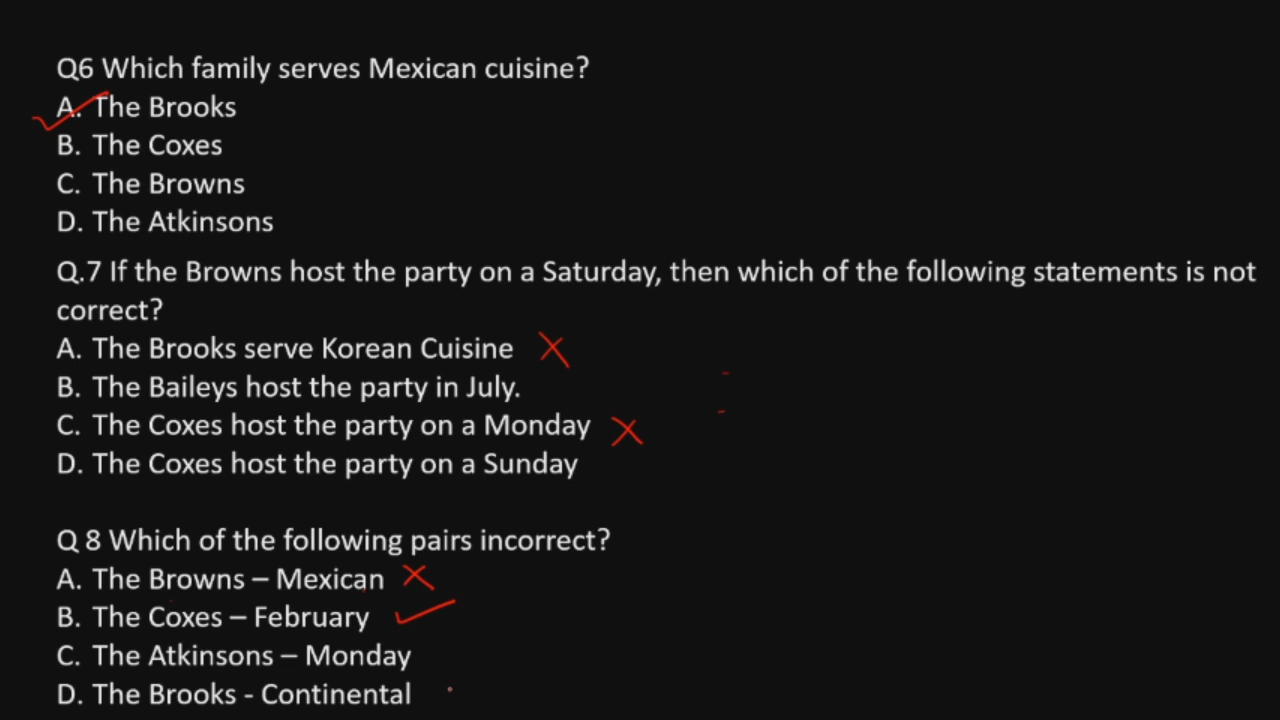 Q6 Which family serves Mexican cuisine?
A. The Brooks
B. The Coxes
C. The Browns
D. The Atkinsons
Q.7 If the Browns host the party on a Saturday, then which of the following statements is not
correct?
A. The Brooks serve Korean Cuisine
B. The Baileys host the party in July.
C. The Coxes host the party on a Monday
D. The Coxes host the party on a Sunday
Q 8 Which of the following pairs incorrect?
A. The Browns – Mexican
B. The Coxes – February
C. The Atkinsons – Monday
D. The Brooks - Continental